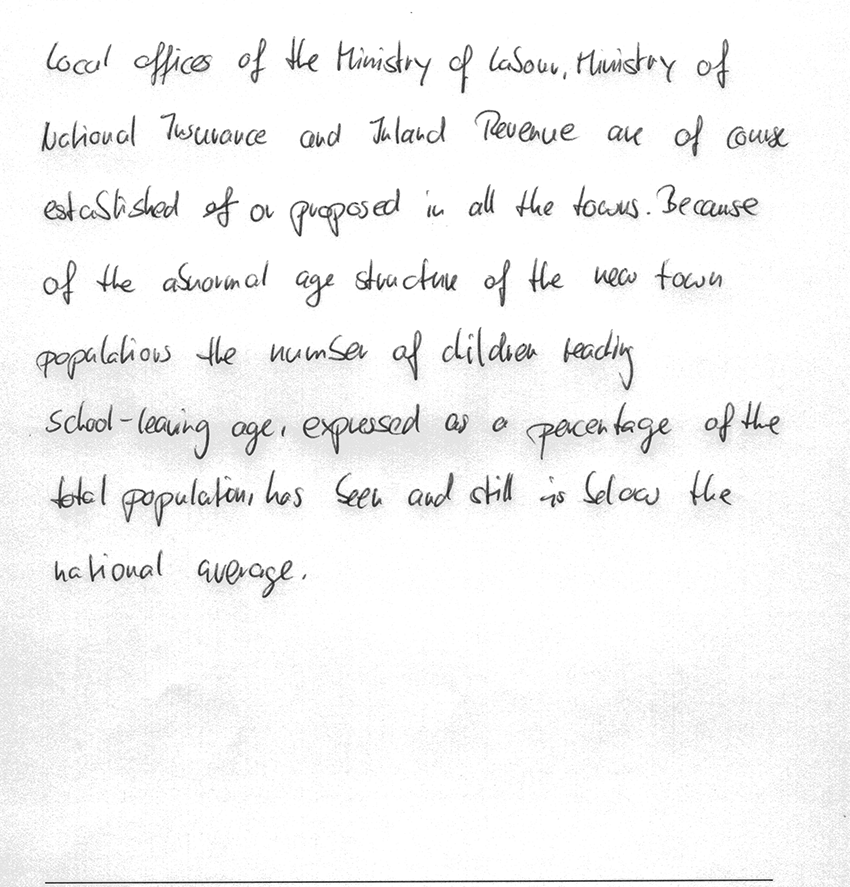 Local offices of the Ministry of Labour, Ministry of
National Insurance and Inland Revenue are of course
established of or proposed in all the towns. Because
of the abnormal age structure of the new town
populations the number of children reading
school-leaving age, expressed as a percentage of the
total population, has been and still is below the
national average.